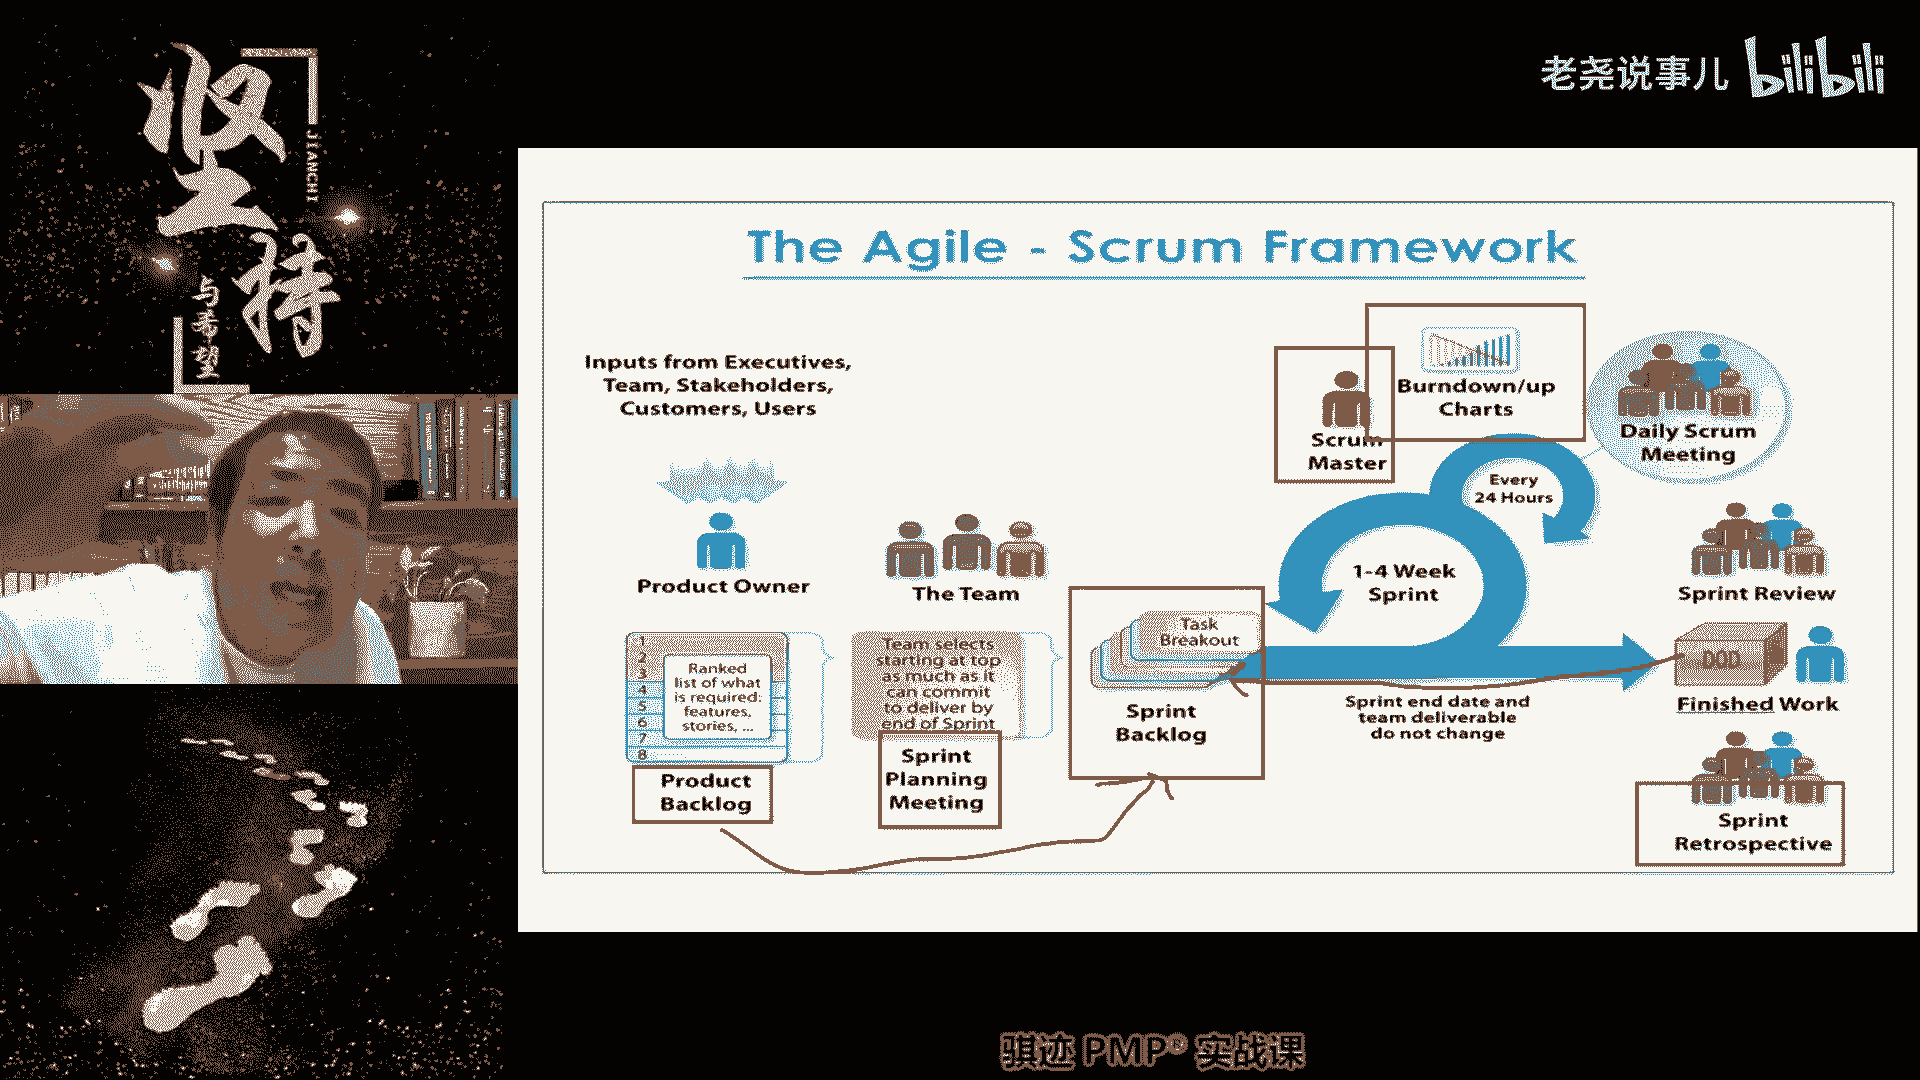 坚持
JIANCHI
与希望
老尧说事儿 bilibili
The Agile - Scrum Framework
Inputs from Executives,
Team, Stakeholders,
Customers, Users
Product Owner
The Team
1
2
3
4
5
6
7
8
Ranked
list of what
is required:
features,
stories, ...
Product
Backlog
Team selects
starting at top
as much as it
can commit
to deliver by
end of Sprint
Sprint
Planning
Meeting
Task
Breakout
Sprint
Backlog
Scrum
Master
Burndown/up
Charts
Every
24 Hours
1-4 Week
Sprint
Daily Scrum
Meeting
Sprint Review
Sprint end date and
team deliverable
do not change
DOD
Finished Work
Sprint
Retrospective
骐迹 PMP® 实战课